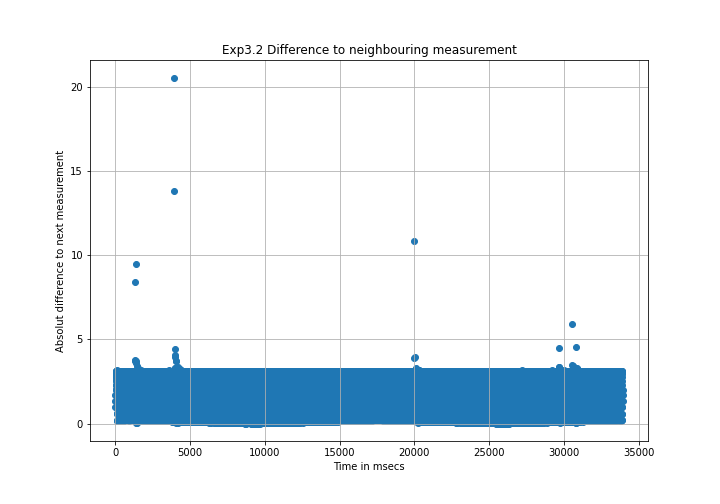 Exp3.2 Difference to neighbouring measurement
Absolut difference to next measurement
20
15
10
5
0
0 5000 10000 15000 20000 25000 30000 35000
Time in msecs